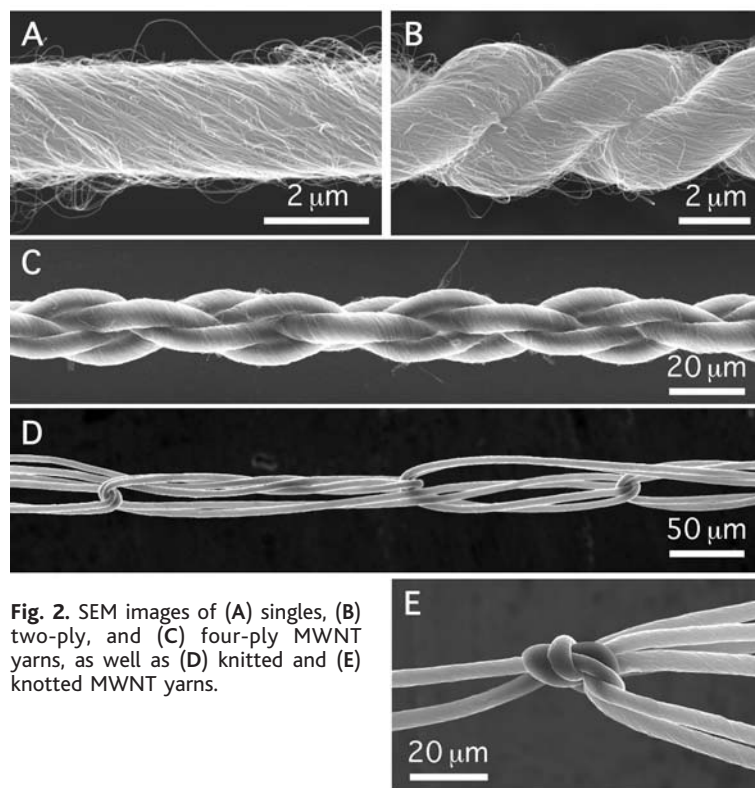 A
2 μm
B
2 μm
C
20 μm
D
50 μm
Fig. 2. SEM images of (A) singles, (B)
two-ply, and (C) four-ply MWNT
yarns, as well as (D) knitted and (E)
knotted MWNT yarns.
E
20 μm